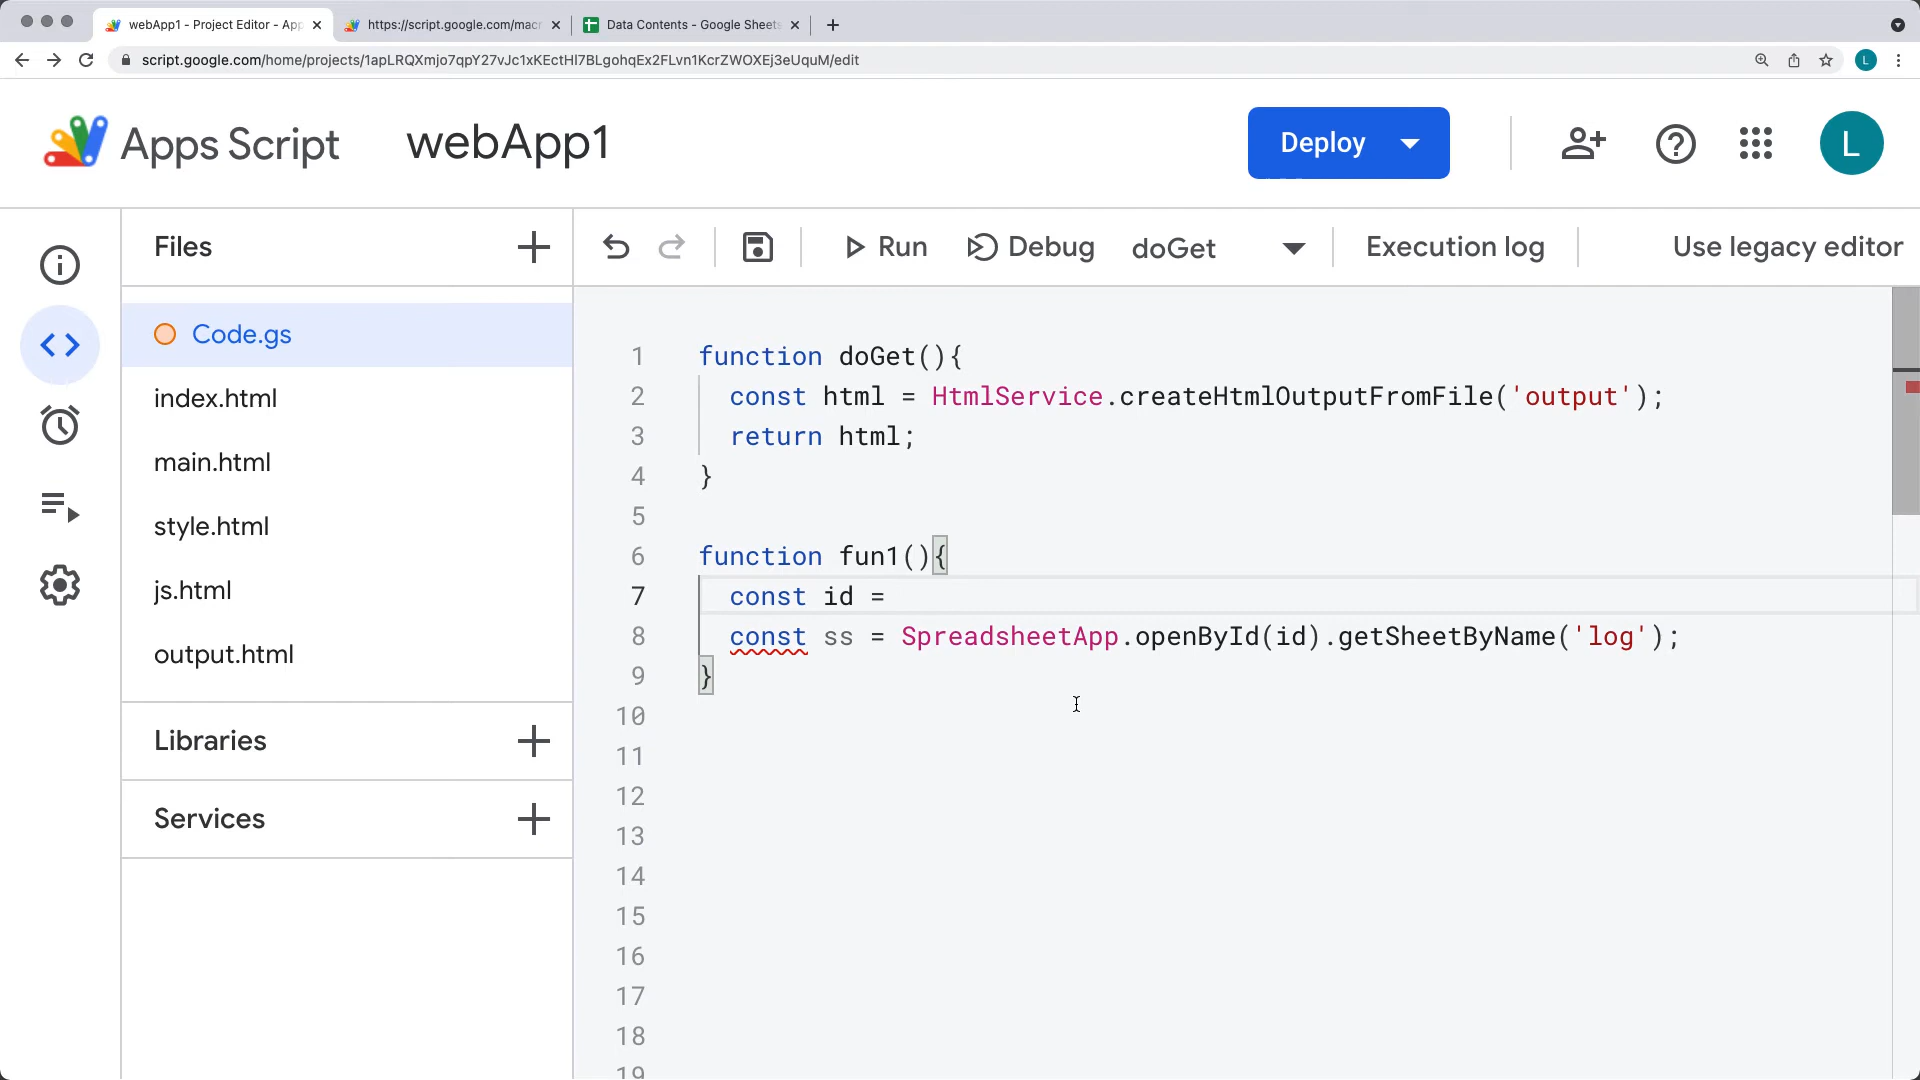 webApp1 - Project Editor - App
https://script.google.com/macr
Data Contents - Google Sheets
script.google.com/home/projects/1apLRQXmjo7qpY27vJc1xKEctHl7BLgohqEx2FLvn1KcrZWOXEj3eUquM/edit
L
Apps Script
webApp1
Deploy
L
Files
Run
Debug
doGet
Execution log
Use legacy editor
Code.gs
index.html
main.html
style.html
js.html
output.html
Libraries
Services
1 function doGet(){
2 const html = HtmlService.createHtmlOutputFromFile('output');
3 return html;
4 }
5
6 function fun1(){
7 const id =
8 const ss = SpreadsheetApp.openById(id).getSheetByName('log');
9 }
10
11
12
13
14
15
16
17
18
19